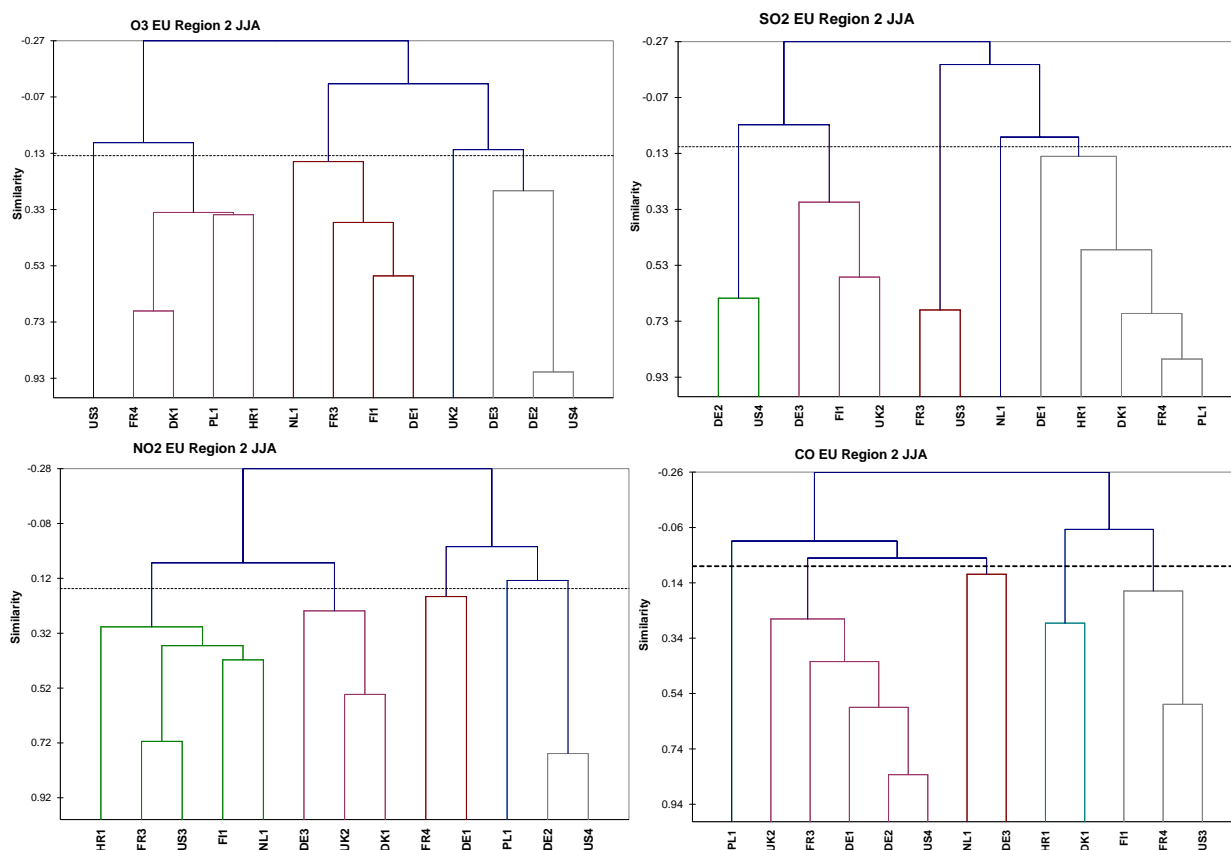 O3 EU Region 2 JJA
-0.27
-0.07
0.13
0.33
0.53
0.73
0.93
Similarity
US3 FR4 DK1 PL1 HR1 NL1 FR3 FI1 DE1 UK2 DE3 DE2 US4
SO2 EU Region 2 JJA
-0.27
-0.07
0.13
0.33
0.53
0.73
0.93
Similarity
DE2 US4 DE3 FI1 UK2 FR3 US3 NL1 DE1 HR1 DK1 FR4 PL1
NO2 EU Region 2 JJA
-0.28
-0.08
0.12
0.32
0.52
0.72
0.92
Similarity
HR1 FR3 US3 FI1 NL1 DE3 UK2 DK1 FR4 DE1 PL1 DE2 US4
CO EU Region 2 JJA
-0.26
-0.06
0.14
0.34
0.54
0.74
0.94
Similarity
PL1 UK2 FR3 DE1 DE2 US4 NL1 DE3 HR1 DK1 FI1 FR4 US3